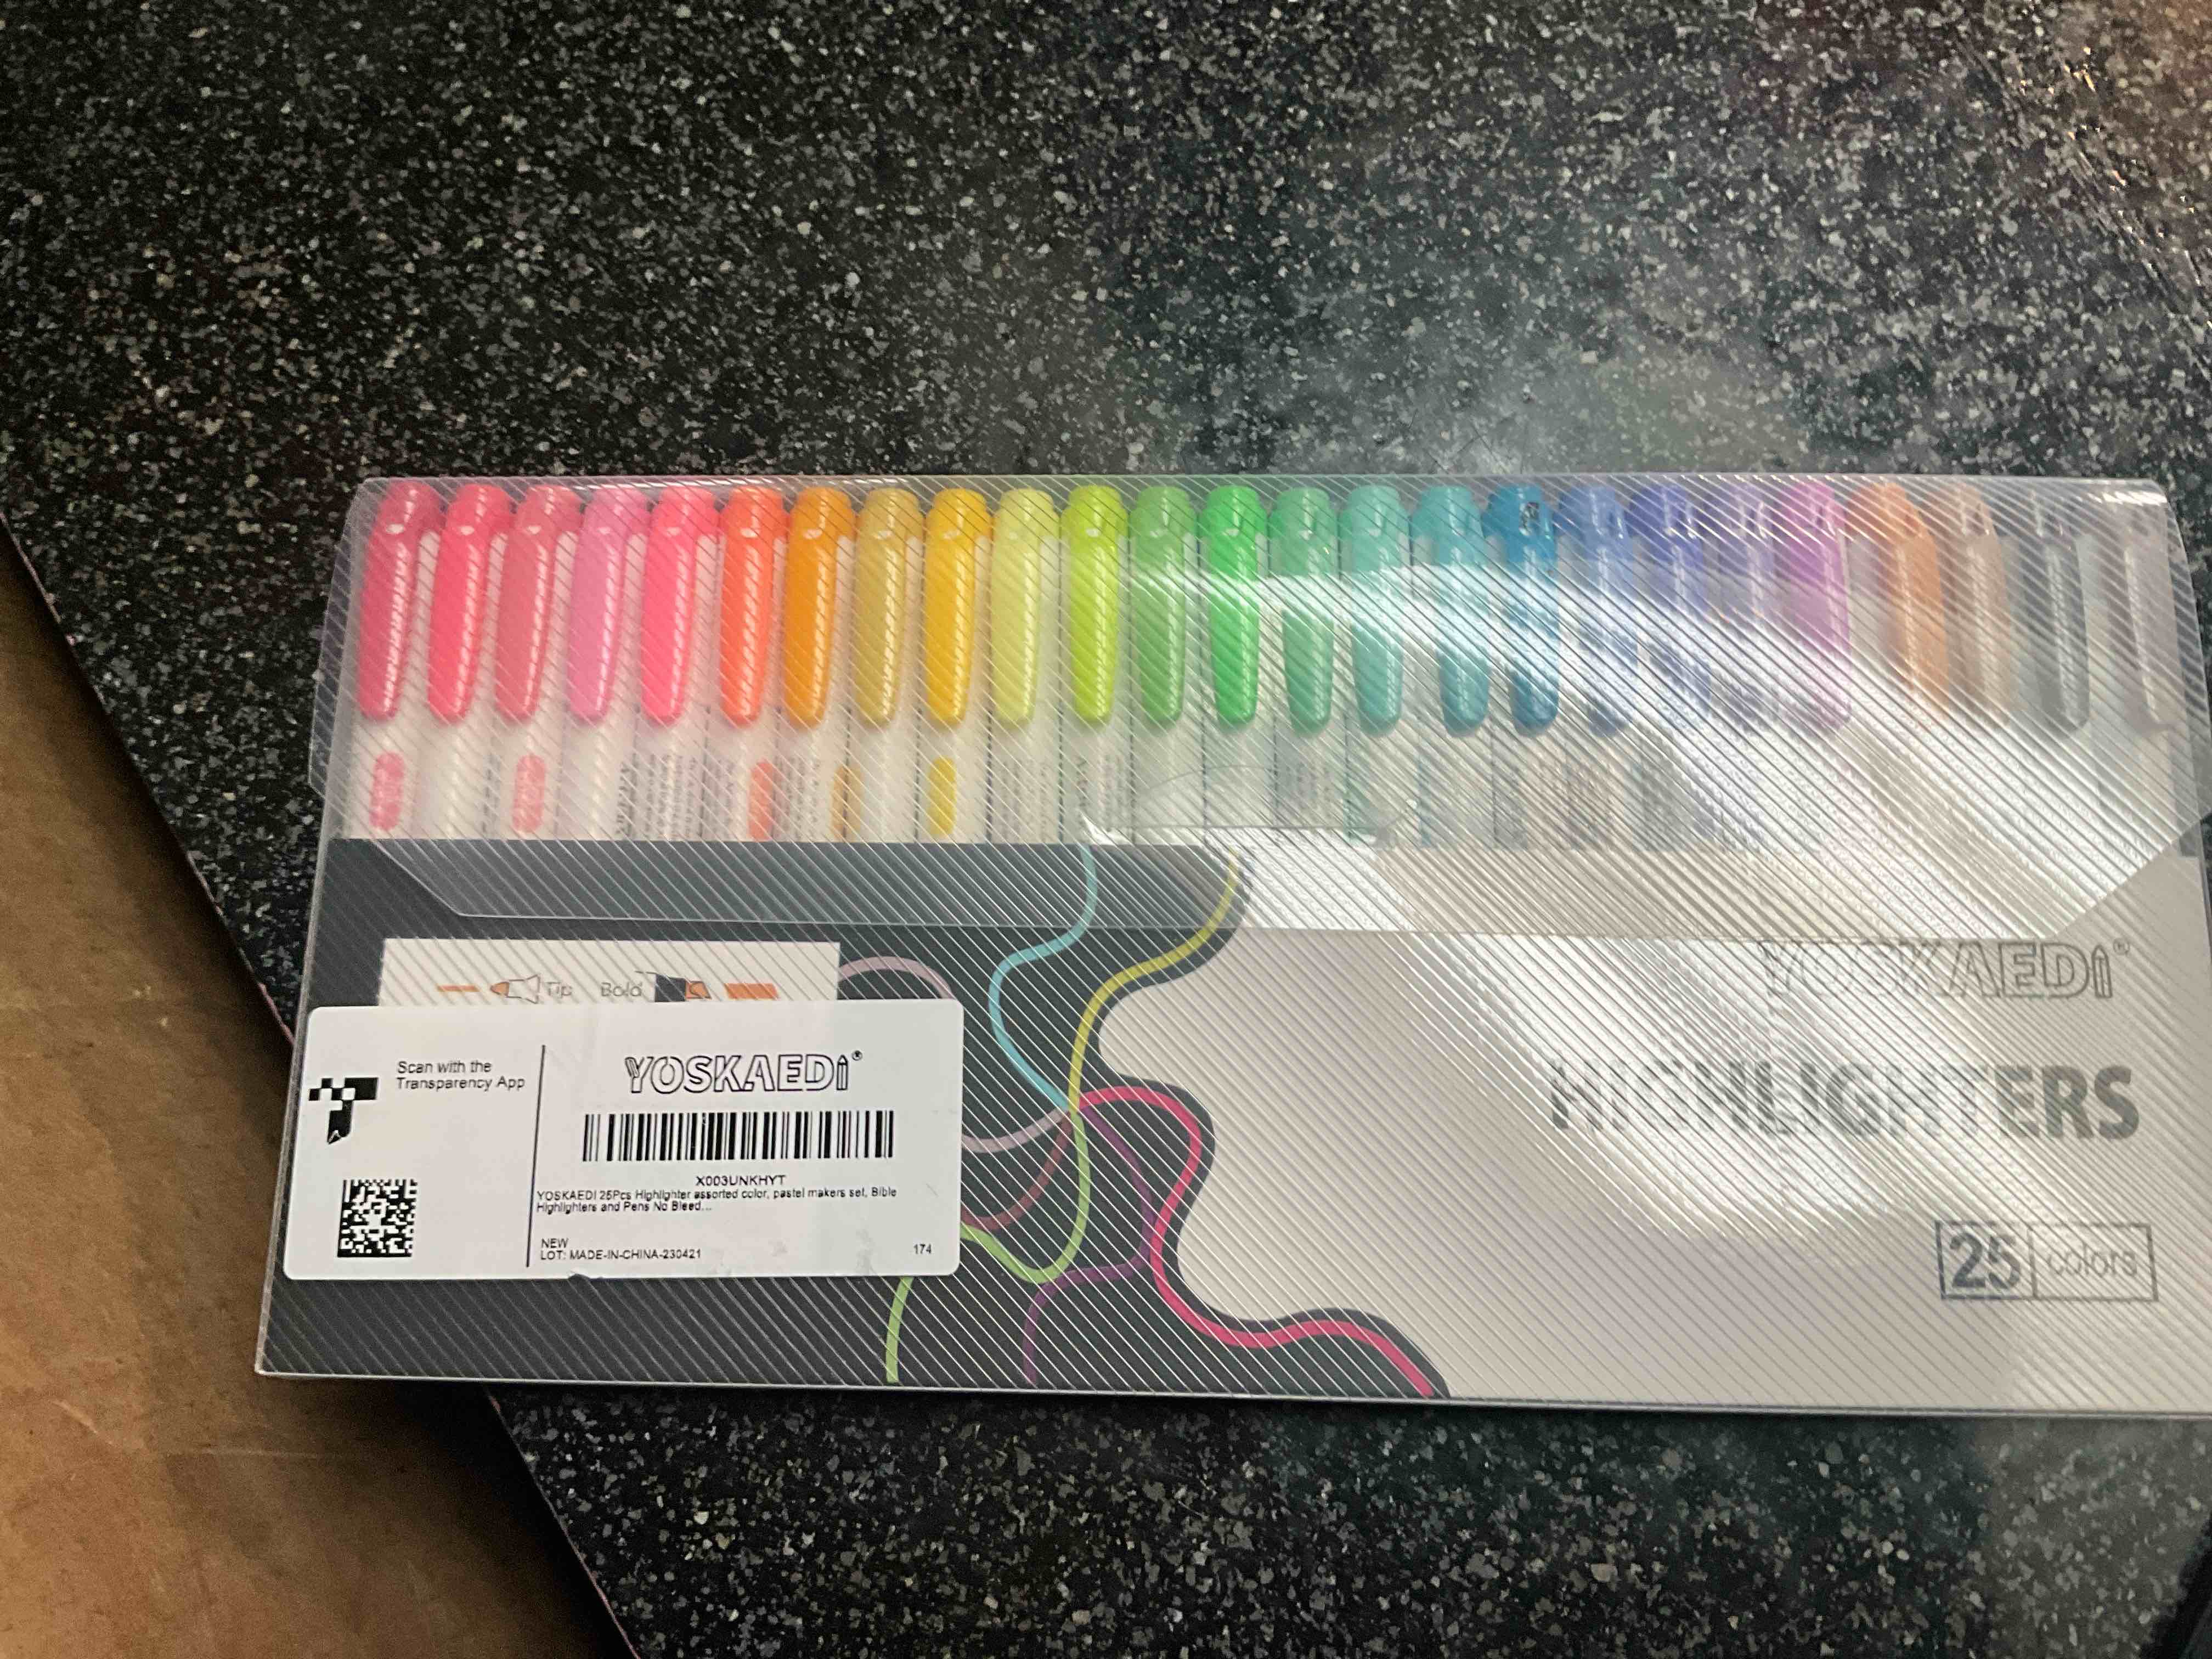 YOSKAEDi®
HIGHLIGHTERS
25 colors
Tip Bold
Scan with the
Transparency App
YOSKAEDi®
X003UNKHYT
YOSKAEDI 25Pcs Highlighter assorted color, pastel makers set, Bible
Highlighters and Pens No Bleed...
NEW
LOT: MADE-IN-CHINA-230421
174